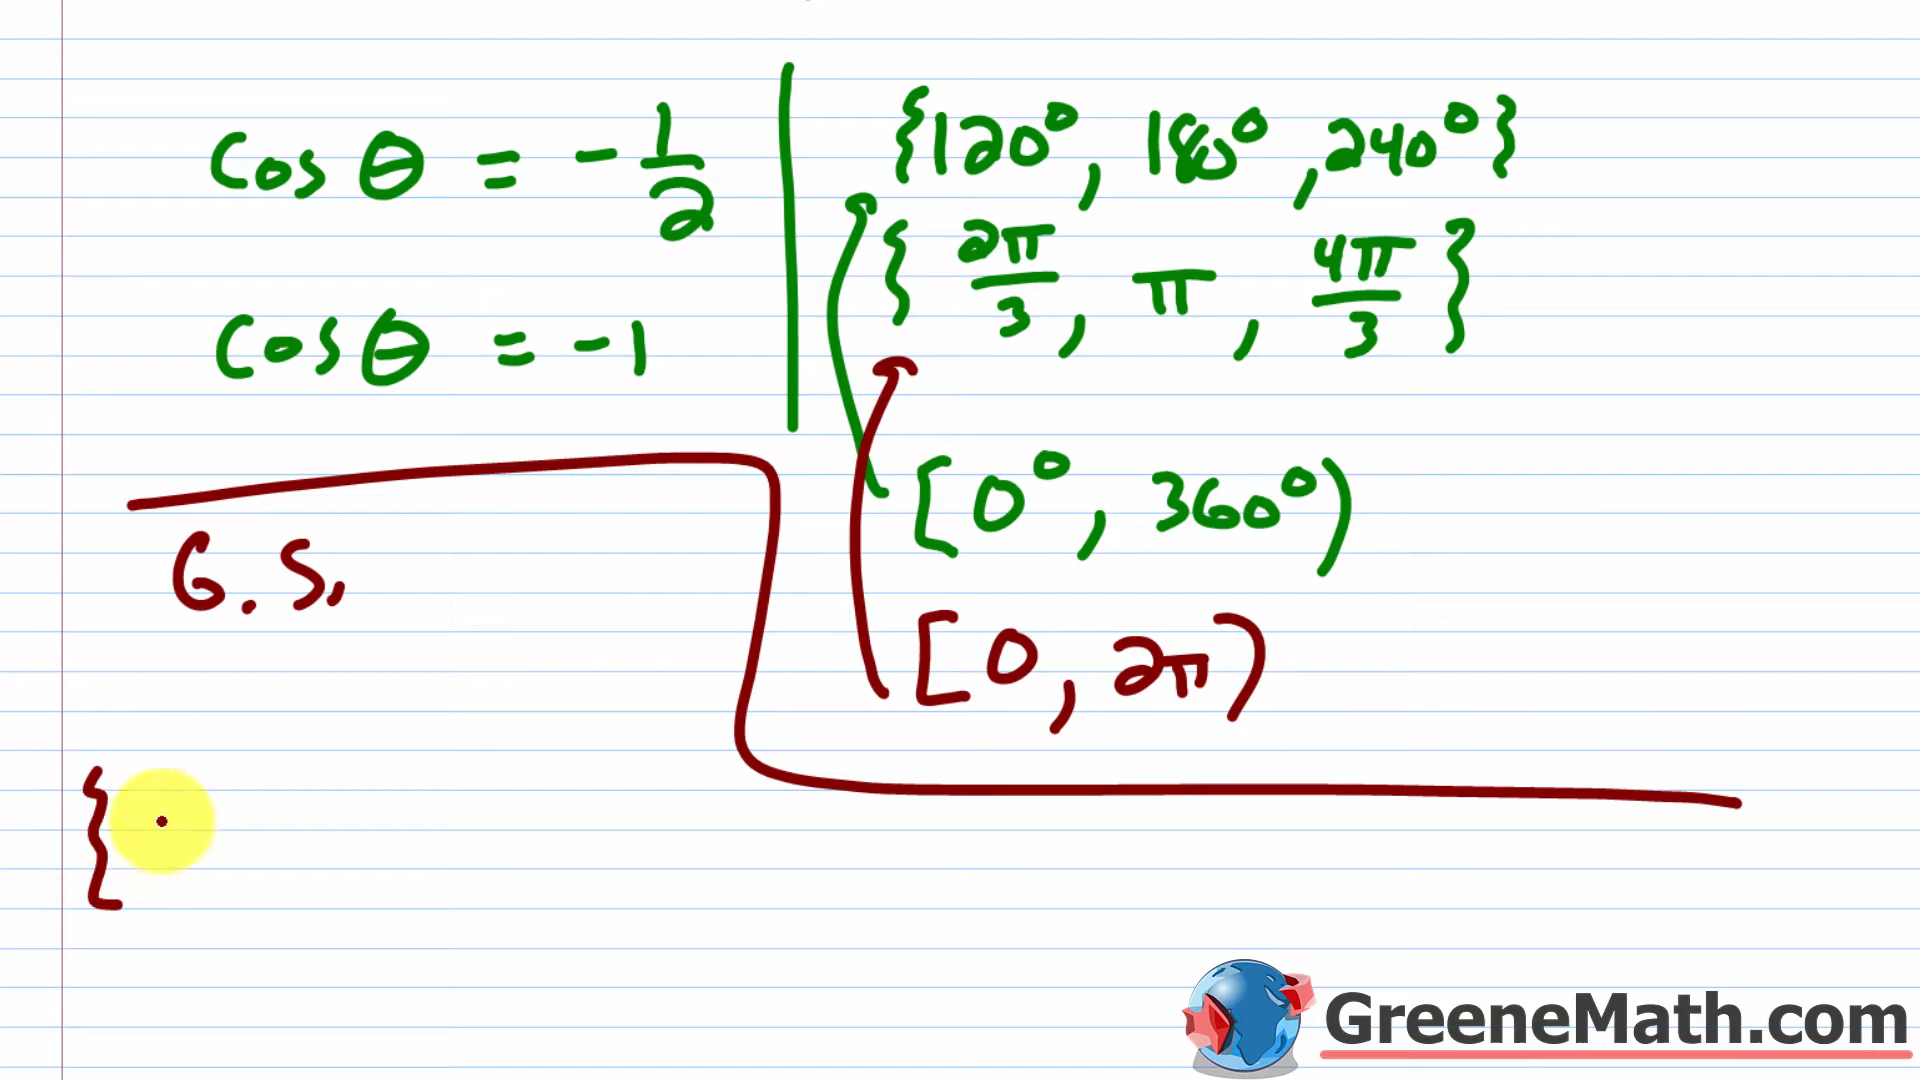 cos θ = - 1/2
cos θ = -1
{120°, 180°, 240°}
{2π/3, π, 4π/3}
[0°, 360°)
[0, 2π)
G.S.
{
GreeneMath.com